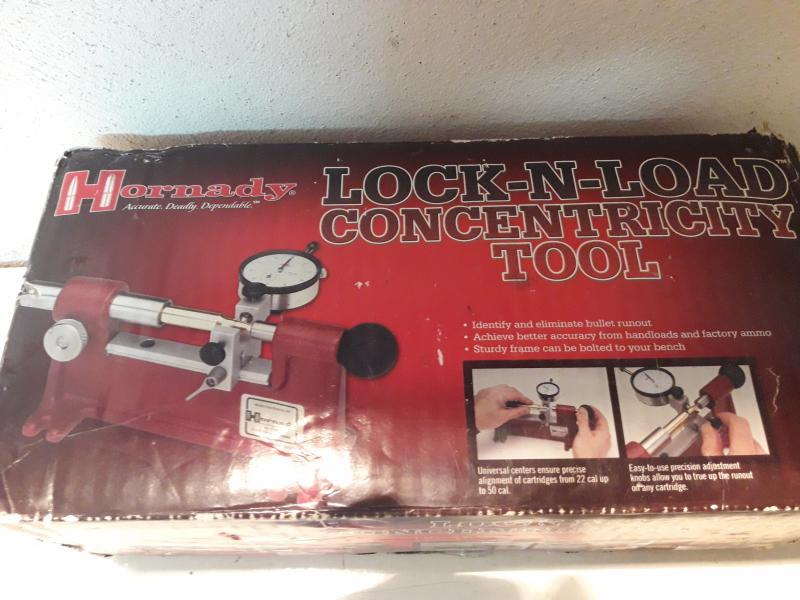 Hornady®
Accurate. Deadly. Dependable.™
LOCK-N-LOAD™
CONCENTRICITY
TOOL
• Identify and eliminate bullet runout
• Achieve better accuracy from handloads and factory ammo
• Sturdy frame can be bolted to your bench
Universal centers ensure precise
alignment of cartridges from 22 cal up
to 50 cal.
Easy-to-use precision adjustment
knobs allow you to true up the runout
on any cartridge.